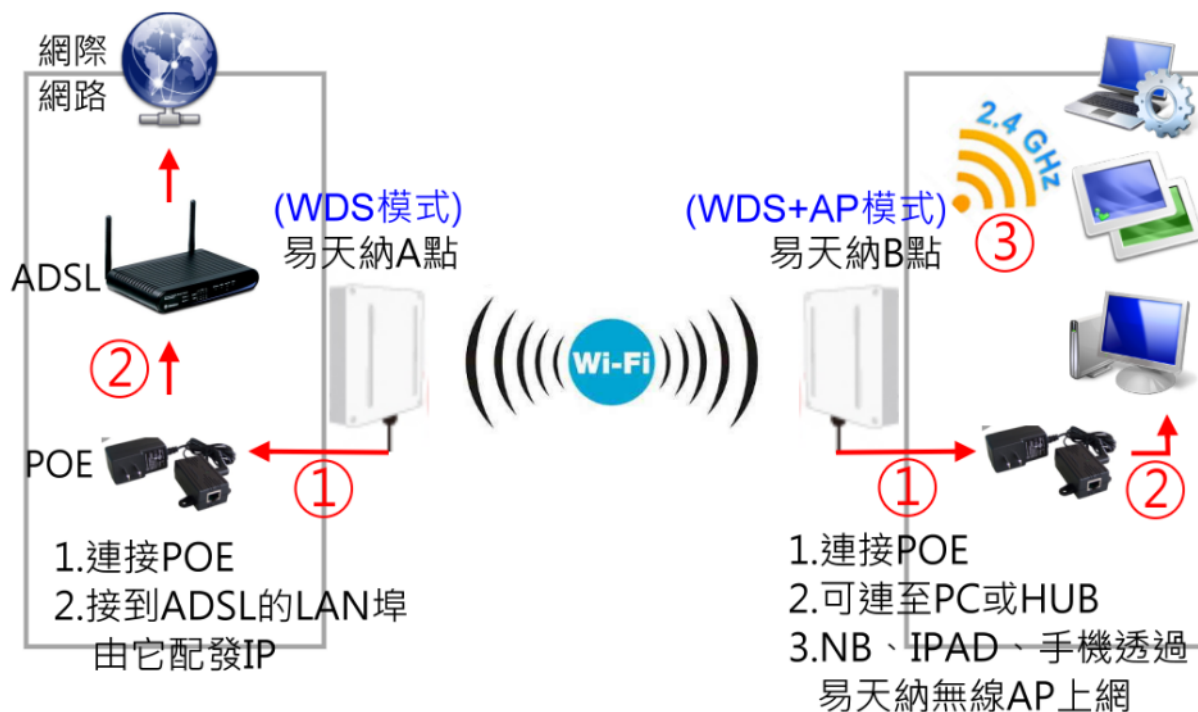 網際
網路
ADSL
②
POE
①
1.連接POE
2.接到ADSL的LAN埠
由它配發IP
(WDS模式)
易天納A點
Wi-Fi
(WDS+AP模式)
易天納B點
2.4 GHz
③
①
②
1.連接POE
2.可連至PC或HUB
3.NB、IPAD、手機透過
易天納無線AP上網